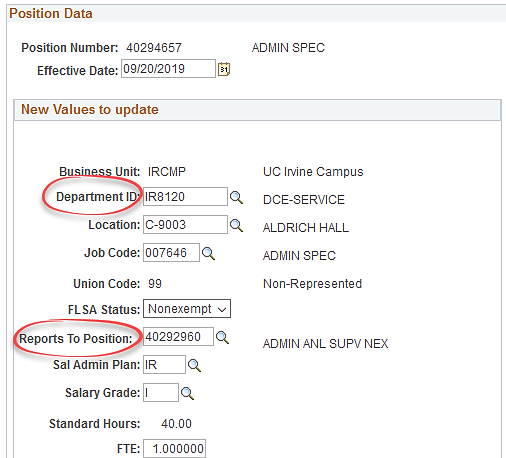 Position Data
Position Number: 40294657 ADMIN SPEC
Effective Date: 09/20/2019 31
New Values to update
Business Unit: IRCMP UC Irvine Campus
Department ID: IR8120 DCE-SERVICE
Location: C-9003 ALDRICH HALL
Job Code: 007646 ADMIN SPEC
Union Code: 99 Non-Represented
FLSA Status: Nonexempt
Reports To Position: 40292960 ADMIN ANL SUPV NEX
Sal Admin Plan: IR
Salary Grade: I
Standard Hours: 40.00
FTE: 1.000000